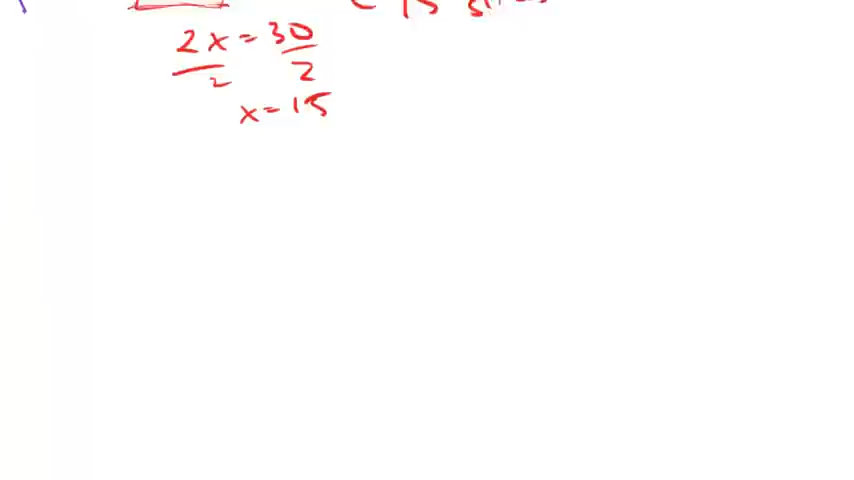 2x = 30
2 2
x = 15